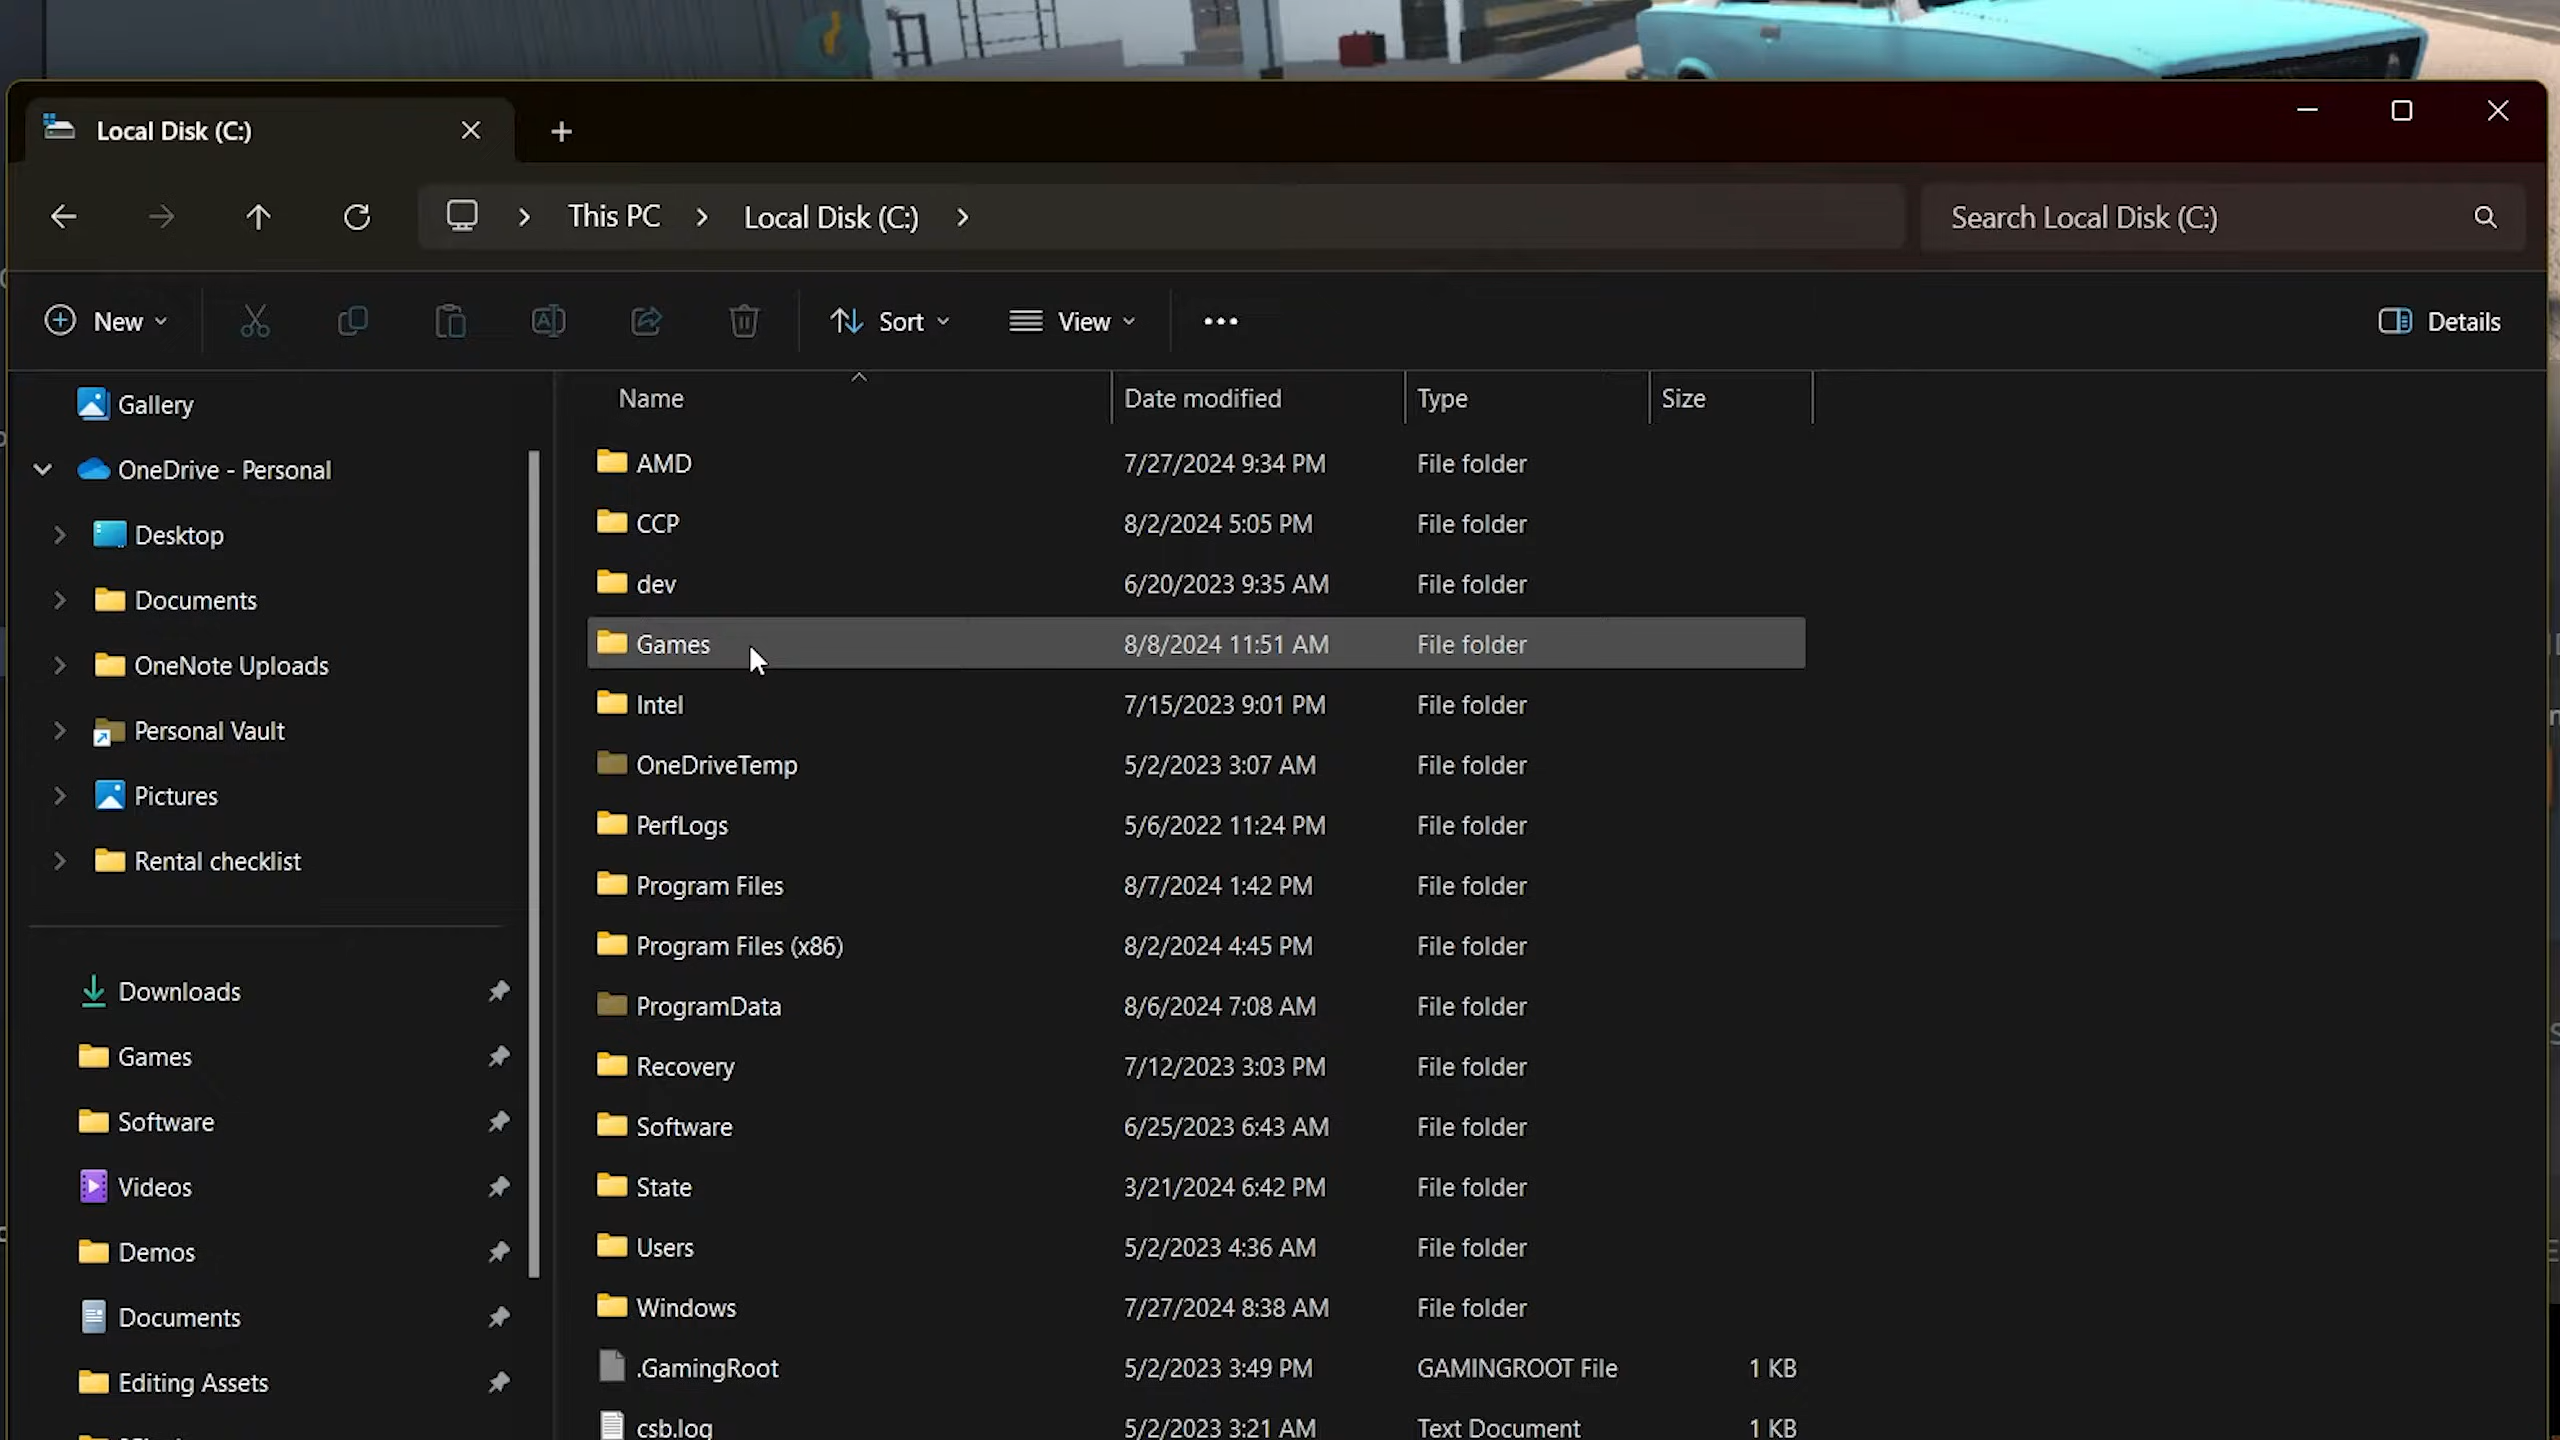 Local Disk (C:)
This PC Local Disk (C:) Search Local Disk (C:)
New Sort View Details
Gallery
OneDrive - Personal
Desktop
Documents
OneNote Uploads
Personal Vault
Pictures
Rental checklist
Downloads
Games
Software
Videos
Demos
Documents
Editing Assets
Name Date modified Type Size
AMD 7/27/2024 9:34 PM File folder
CCP 8/2/2024 5:05 PM File folder
dev 6/20/2023 9:35 AM File folder
Games 8/8/2024 11:51 AM File folder
Intel 7/15/2023 9:01 PM File folder
OneDriveTemp 5/2/2023 3:07 AM File folder
PerfLogs 5/6/2022 11:24 PM File folder
Program Files 8/7/2024 1:42 PM File folder
Program Files (x86) 8/2/2024 4:45 PM File folder
ProgramData 8/6/2024 7:08 AM File folder
Recovery 7/12/2023 3:03 PM File folder
Software 6/25/2023 6:43 AM File folder
State 3/21/2024 6:42 PM File folder
Users 5/2/2023 4:36 AM File folder
Windows 7/27/2024 8:38 AM File folder
.GamingRoot 5/2/2023 3:49 PM GAMINGROOT File 1 KB
csb.log 5/2/2023 3:21 AM Text Document 1 KB